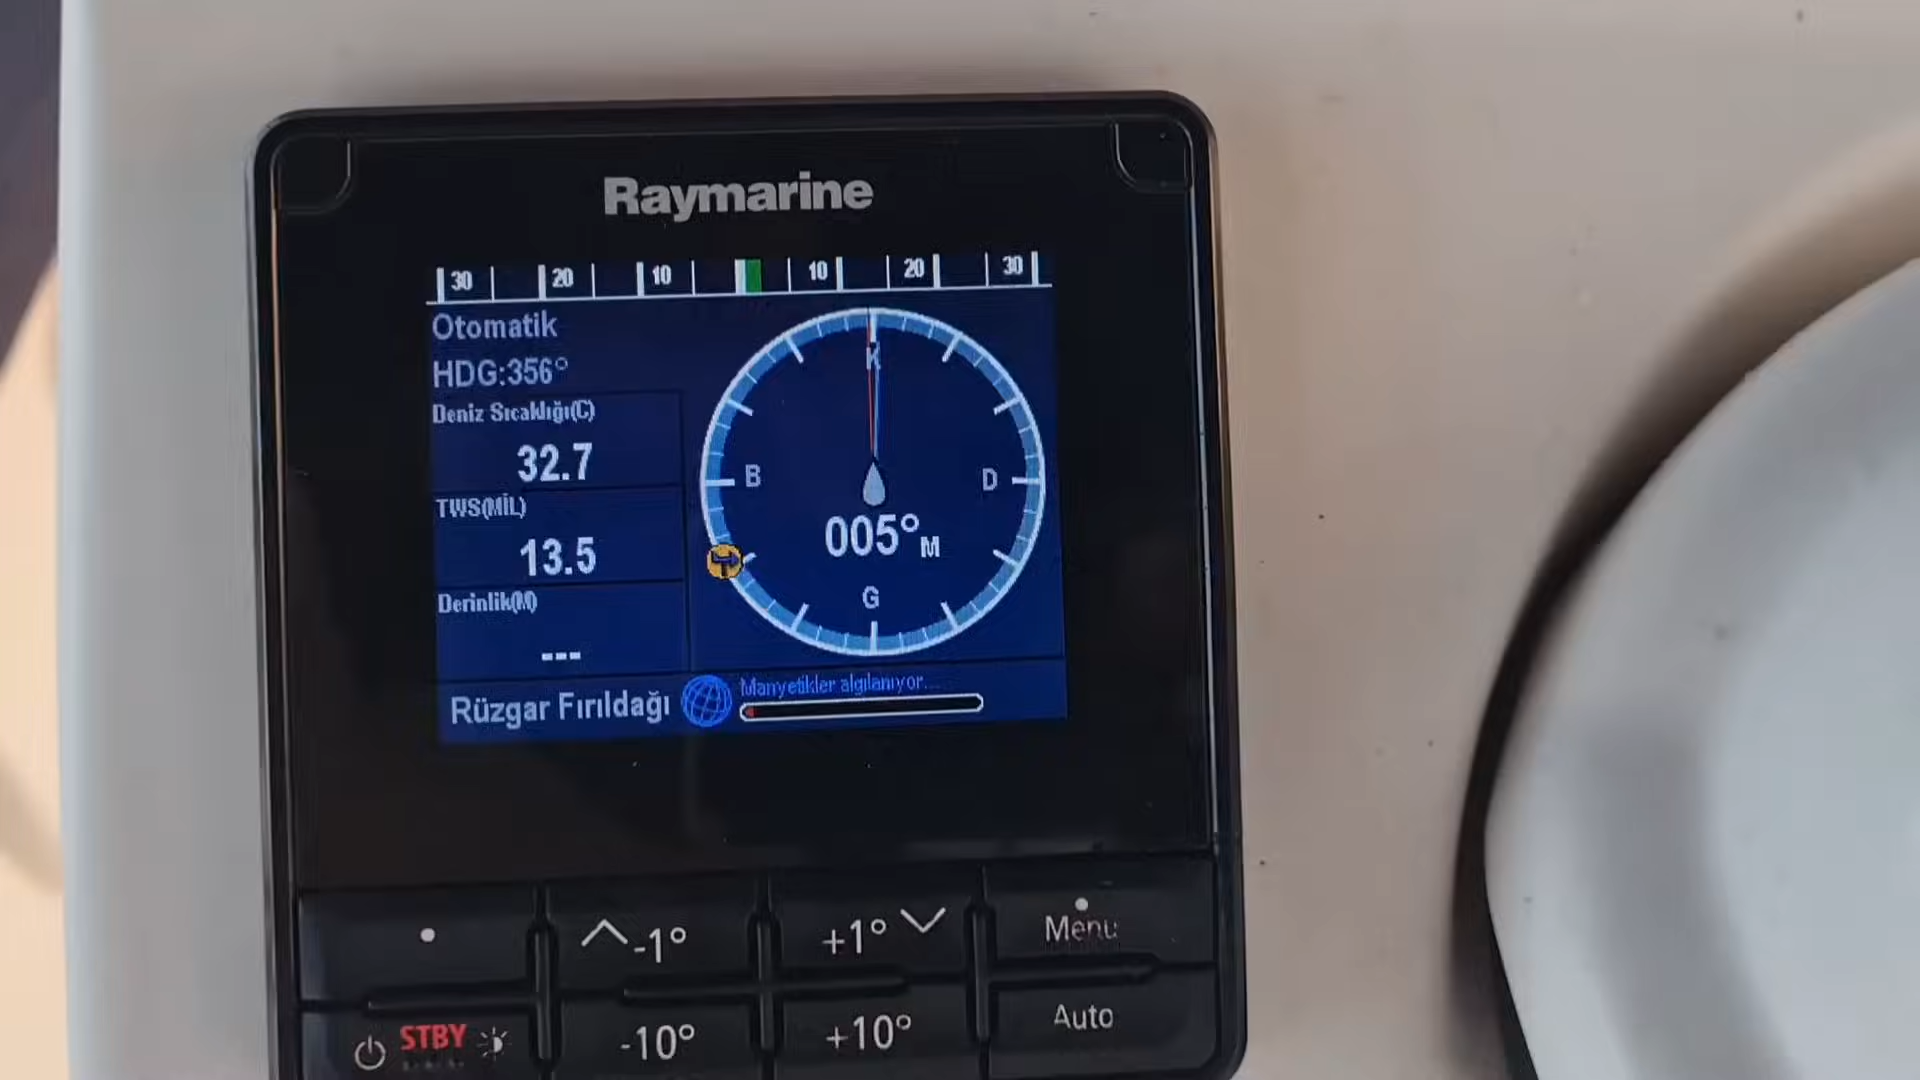 Raymarine
30 20 10 10 20 30
Otomatik
HDG:356°
Deniz Sıcaklığı(C)
32.7
TWS(MİL)
13.5
Derinlik(M)
---
K
B
D
005°M
G
Rüzgar Fırıldağı
Manyetikler algılanıyor...
-1°
+1°
Menu
STBY
-10°
+10°
Auto